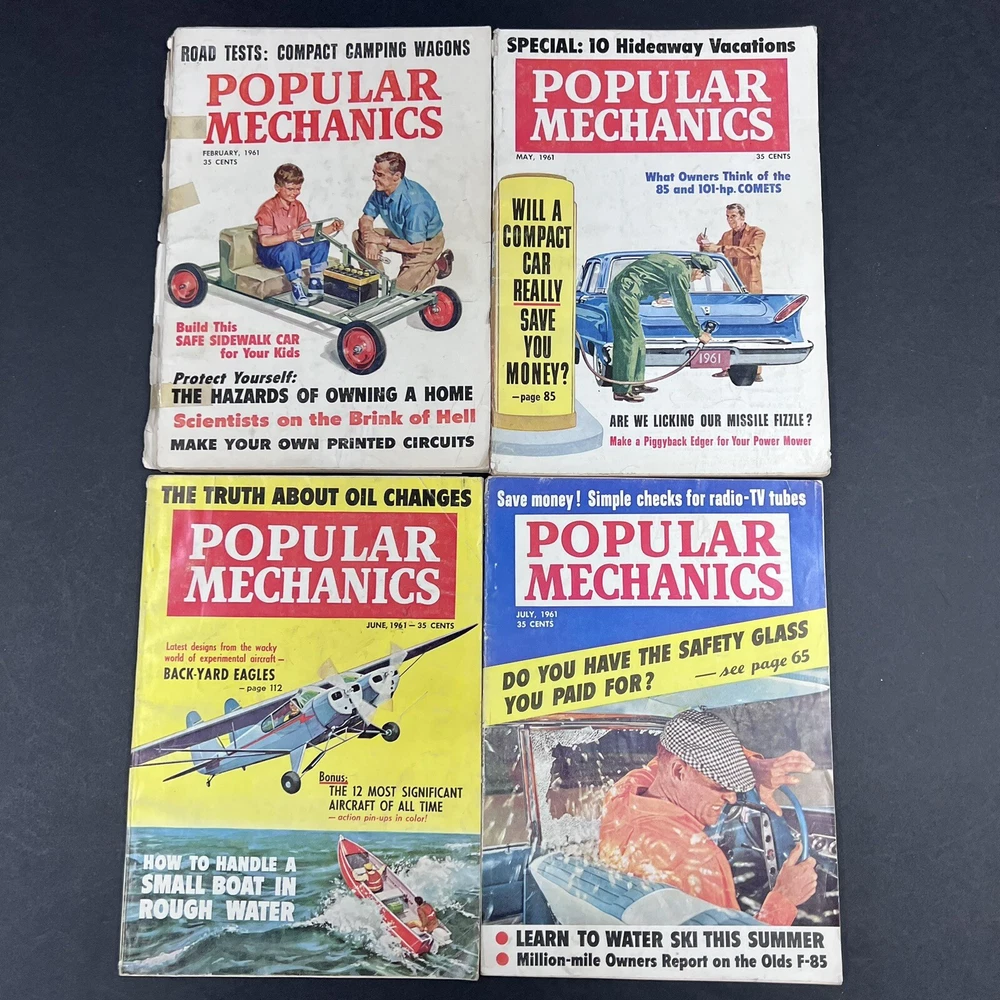 ROAD TESTS: COMPACT CAMPING WAGONS
POPULAR
MECHANICS
FEBRUARY, 1961
35 CENTS
Build This
SAFE SIDEWALK CAR
for Your Kids
Protect Yourself:
THE HAZARDS OF OWNING A HOME
Scientists on the Brink of Hell
MAKE YOUR OWN PRINTED CIRCUITS
SPECIAL: 10 Hideaway Vacations
POPULAR
MECHANICS
MAY, 1961 35 CENTS
What Owners Think of the
85 and 101-hp. COMETS
WILL A
COMPACT
CAR
REALLY
SAVE
YOU
MONEY?
—page 85
1961
ARE WE LICKING OUR MISSILE FIZZLE?
Make a Piggyback Edger for Your Power Mower
THE TRUTH ABOUT OIL CHANGES
POPULAR
MECHANICS
JUNE, 1961 — 35 CENTS
Latest designs from the wacky
world of experimental aircraft —
BACK-YARD EAGLES
— page 112
Bonus:
THE 12 MOST SIGNIFICANT
AIRCRAFT OF ALL TIME
— action pin-ups in color!
HOW TO HANDLE A
SMALL BOAT IN
ROUGH WATER
Save money! Simple checks for radio-TV tubes
POPULAR
MECHANICS
JULY, 1961
35 CENTS
DO YOU HAVE THE SAFETY GLASS
YOU PAID FOR? — see page 65
LEARN TO WATER SKI THIS SUMMER
Million-mile Owners Report on the Olds F-85